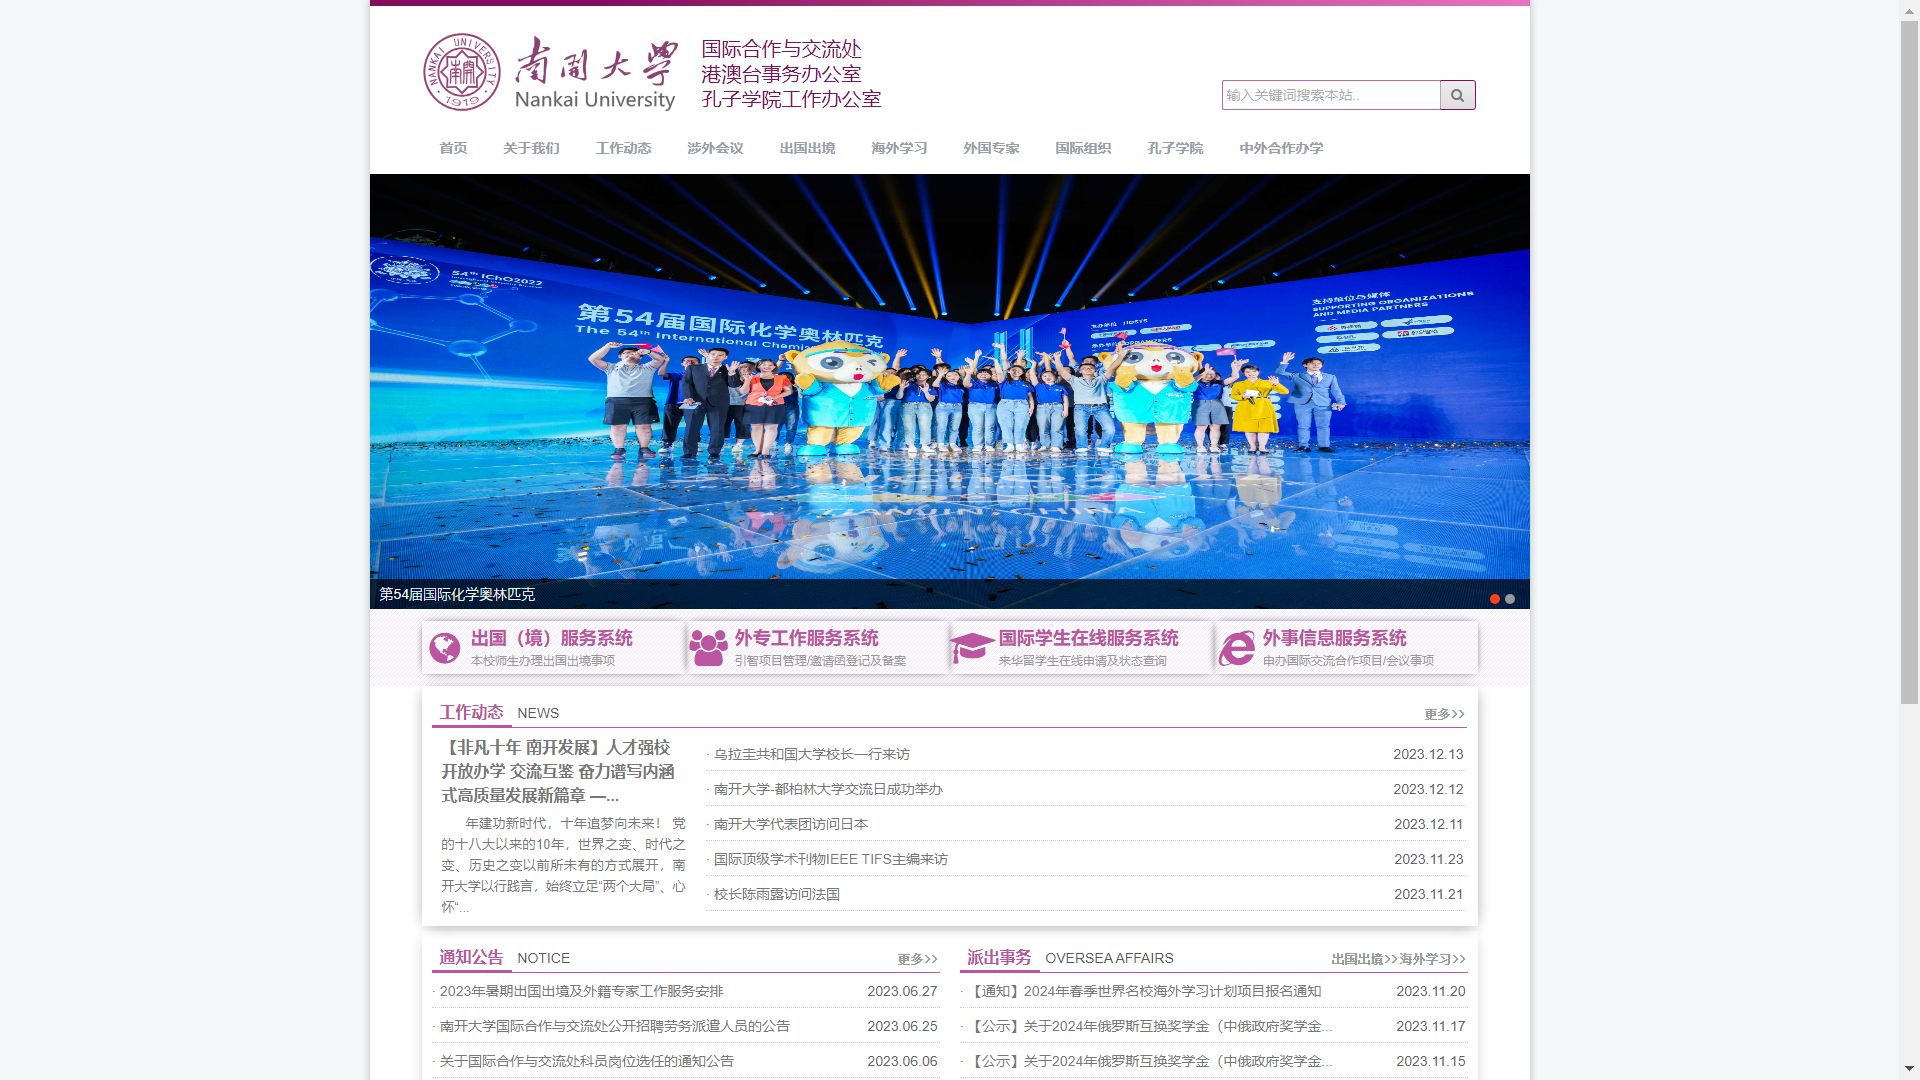 NANKAI UNIVERSITY
南開
1919
南開大學
Nankai University
国际合作与交流处
港澳台事务办公室
孔子学院工作办公室
输入关键词搜索本站..
首页 关于我们 工作动态 涉外会议 出国出境 海外学习 外国专家 国际组织 孔子学院 中外合作办学
54th IChO2022
第54届国际化学奥林匹克
The 54th International Chemis
支持单位与媒体
SUPPORTING ORGANIZATIONS
AND MEDIA PARTNERS
第54届国际化学奥林匹克
出国（境）服务系统
本校师生办理出国出境事项
外专工作服务系统
引智项目管理/邀请函登记及备案
国际学生在线服务系统
来华留学生在线申请及状态查询
外事信息服务系统
申办国际交流合作项目/会议事项
工作动态 NEWS 更多>>
【非凡十年 南开发展】人才强校
开放办学 交流互鉴 奋力谱写内涵
式高质量发展新篇章 —...
年建功新时代，十年追梦向未来！ 党
的十八大以来的10年，世界之变、时代之
变、历史之变以前所未有的方式展开，南
开大学以行践言，始终立足“两个大局”、心
怀“...
· 乌拉圭共和国大学校长一行来访 2023.12.13
· 南开大学-都柏林大学交流日成功举办 2023.12.12
· 南开大学代表团访问日本 2023.12.11
· 国际顶级学术刊物IEEE TIFS主编来访 2023.11.23
· 校长陈雨露访问法国 2023.11.21
通知公告 NOTICE 更多>>
· 2023年暑期出国出境及外籍专家工作服务安排 2023.06.27
· 南开大学国际合作与交流处公开招聘劳务派遣人员的公告 2023.06.25
· 关于国际合作与交流处科员岗位选任的通知公告 2023.06.06
派出事务 OVERSEA AFFAIRS 出国出境>> 海外学习>>
· 【通知】2024年春季世界名校海外学习计划项目报名通知 2023.11.20
· 【公示】关于2024年俄罗斯互换奖学金（中俄政府奖学金... 2023.11.17
· 【公示】关于2024年俄罗斯互换奖学金（中俄政府奖学金... 2023.11.15